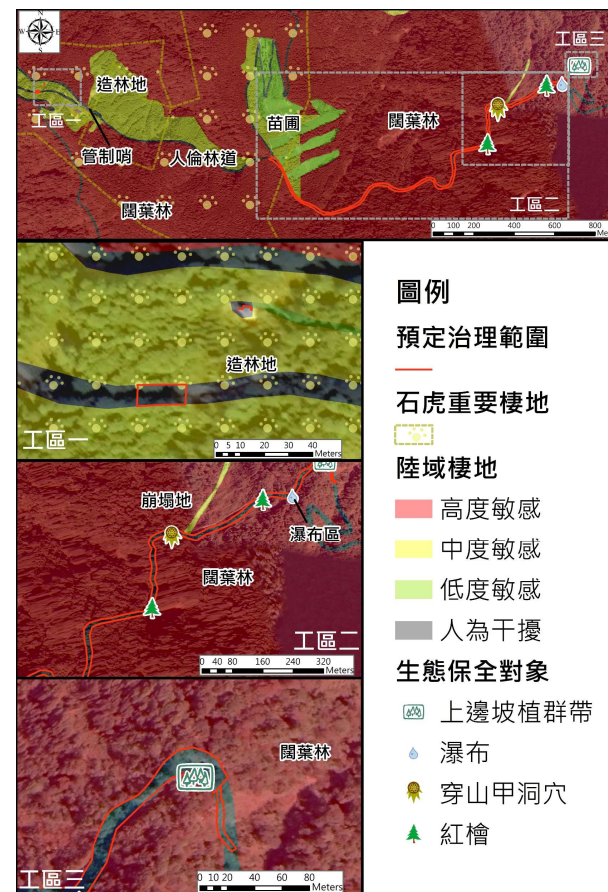 N
W
E
S
工區三
造林地
工區一
管制哨
人倫林道
苗圃
闊葉林
闊葉林
工區二
0 100 200 400 600 800
Me
造林地
工區一
0 5 10 20 30 40
Meters
崩塌地
瀑布區
闊葉林
工區二
0 40 80 160 240 320
Meters
闊葉林
工區三
0 10 20 40 60 80
Meters
圖例
預定治理範圍
石虎重要棲地
陸域棲地
高度敏感
中度敏感
低度敏感
人為干擾
生態保全對象
上邊坡植群帶
瀑布
穿山甲洞穴
紅檜